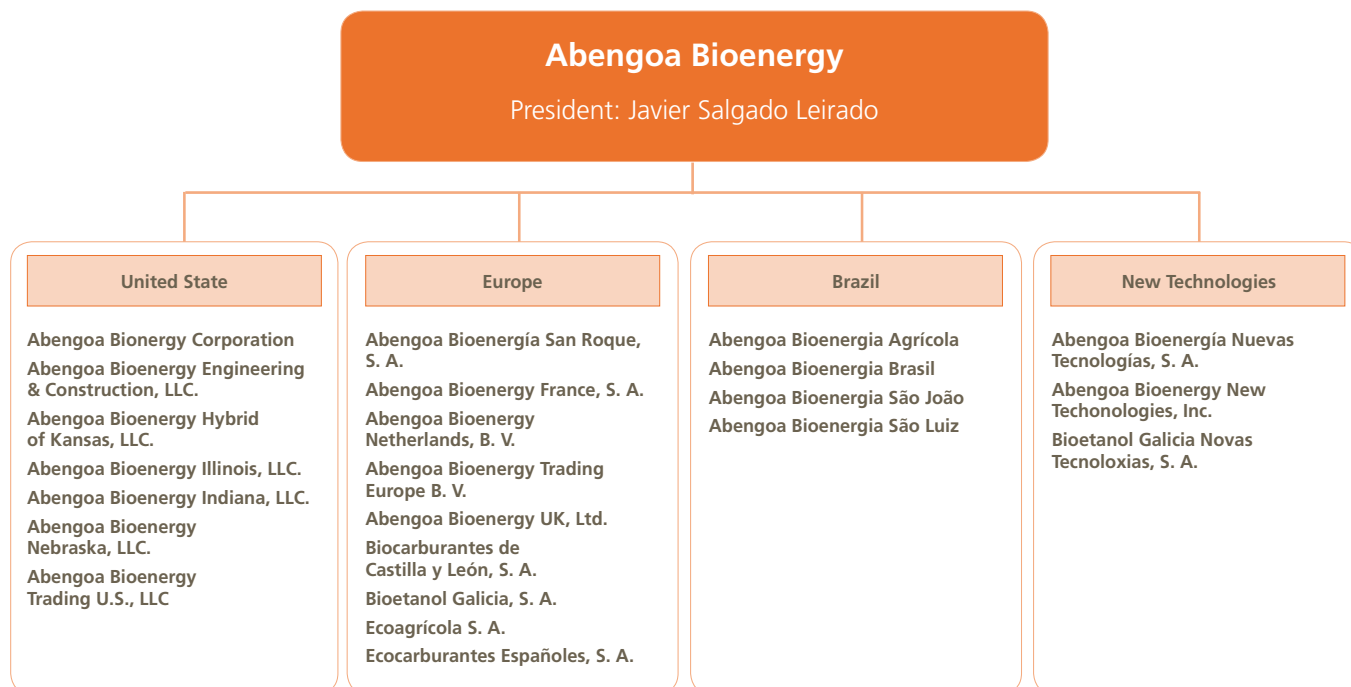 Abengoa Bioenergy
President: Javier Salgado Leirado
United State
Abengoa Bionergy Corporation
Abengoa Bioenergy Engineering
& Construction, LLC.
Abengoa Bioenergy Hybrid
of Kansas, LLC.
Abengoa Bioenergy Illinois, LLC.
Abengoa Bioenergy Indiana, LLC.
Abengoa Bioenergy
Nebraska, LLC.
Abengoa Bioenergy
Trading U.S., LLC
Europe
Abengoa Bioenergía San Roque,
S. A.
Abengoa Bioenergy France, S. A.
Abengoa Bioenergy
Netherlands, B. V.
Abengoa Bioenergy Trading
Europe B. V.
Abengoa Bioenergy UK, Ltd.
Biocarburantes de
Castilla y León, S. A.
Bioetanol Galicia, S. A.
Ecoagrícola S. A.
Ecocarburantes Españoles, S. A.
Brazil
Abengoa Bioenergia Agrícola
Abengoa Bioenergia Brasil
Abengoa Bioenergia São João
Abengoa Bioenergia São Luiz
New Technologies
Abengoa Bioenergía Nuevas
Tecnologías, S. A.
Abengoa Bioenergy New
Techonologies, Inc.
Bioetanol Galicia Novas
Tecnoloxias, S. A.